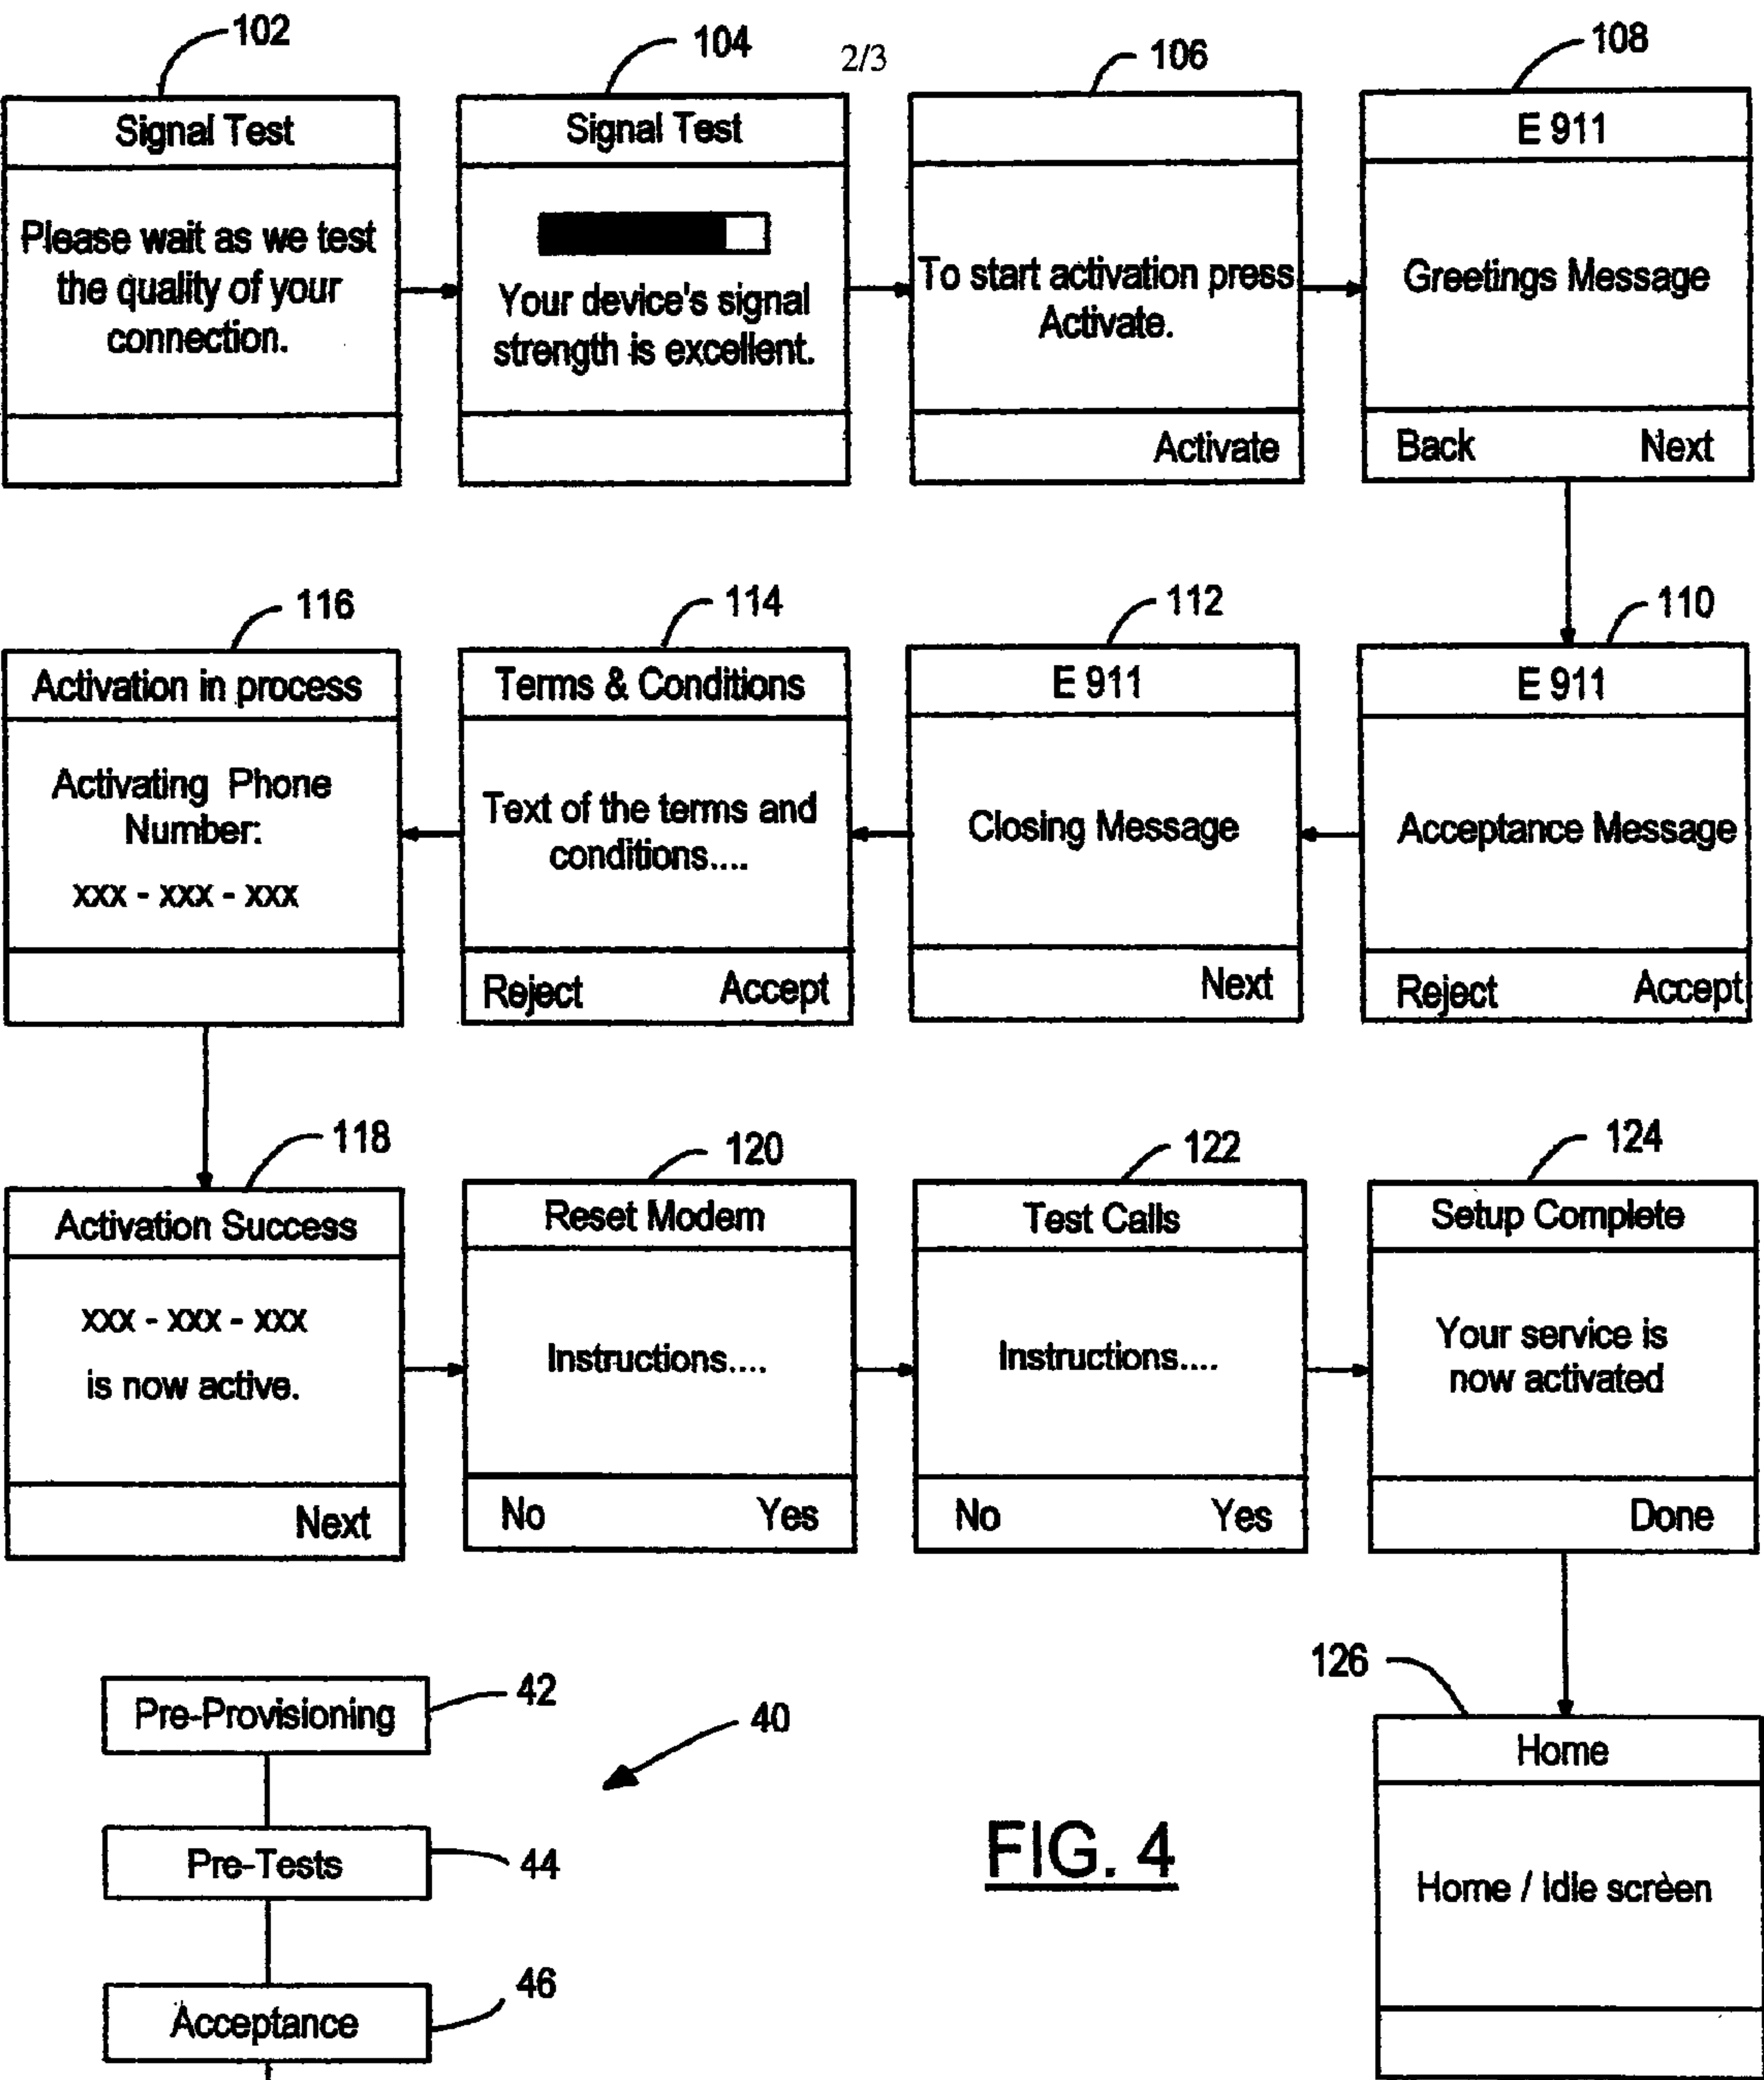 2/3
102
Signal Test
Please wait as we test
the quality of your
connection.
104
Signal Test
Your device's signal
strength is excellent.
106
To start activation press
Activate.
Activate
108
E 911
Greetings Message
Back Next
110
E 911
Acceptance Message
Reject Accept
112
E 911
Closing Message
Next
114
Terms & Conditions
Text of the terms and
conditions....
Reject Accept
116
Activation in process
Activating Phone
Number:
xxx - xxx - xxx
118
Activation Success
xxx - xxx - xxx
is now active.
Next
120
Reset Modem
Instructions....
No Yes
122
Test Calls
Instructions....
No Yes
124
Setup Complete
Your service is
now activated
Done
126
Home
Home / Idle screen
FIG. 4
40
Pre-Provisioning
42
Pre-Tests
44
Acceptance
46